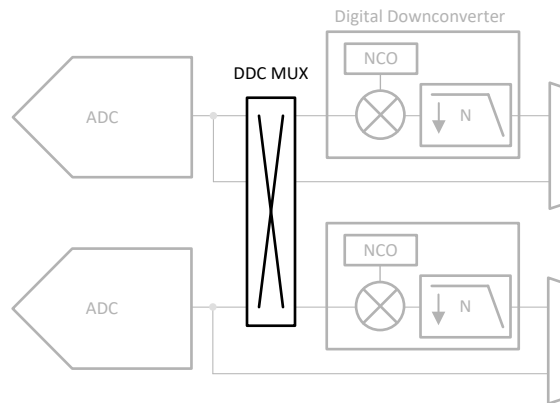 Digital Downconverter
NCO
DDC MUX
ADC
N
NCO
ADC
N